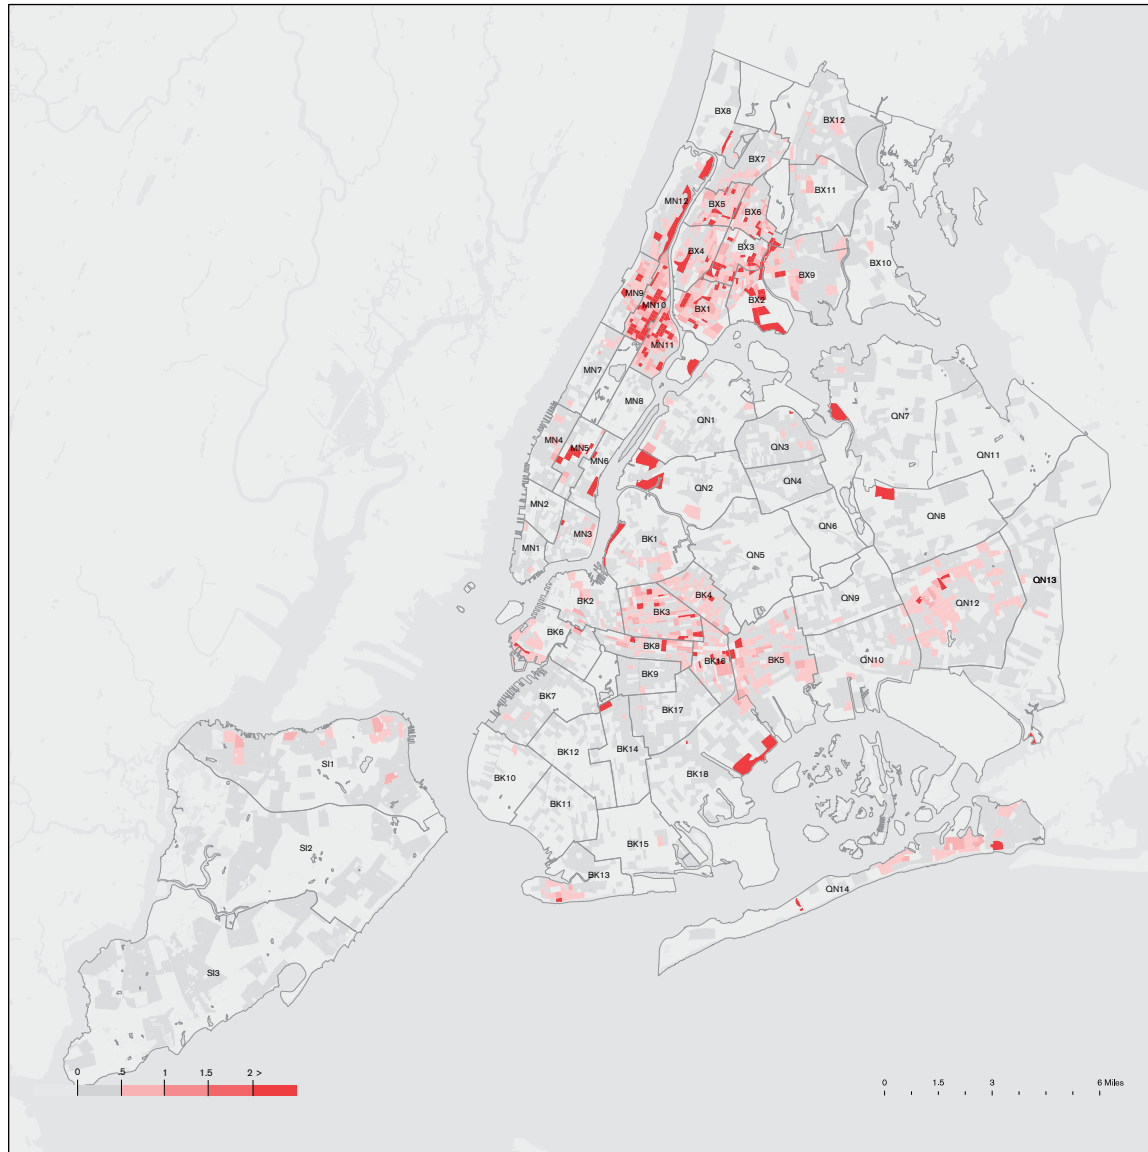 BX8
BX12
BX7
BX11
MN12
BX5
BX6
BX3
BX4
BX10
BX9
MN9
MN10
BX1
BX2
MN11
MN7
MN8
QN1
QN7
MN4
MN5
MN6
QN3
QN11
QN4
QN2
MN2
QN8
QN6
MN3
MN1
BK1
QN5
QN13
BK4
QN9
BK2
BK3
QN12
BK6
BK8
BK16
BK5
QN10
BK9
BK7
BK17
BK12
BK14
SI1
BK10
BK18
BK11
SI2
BK15
BK13
QN14
SI3
0 .5 1 1.5 2 >
0 1.5 3 6 Miles